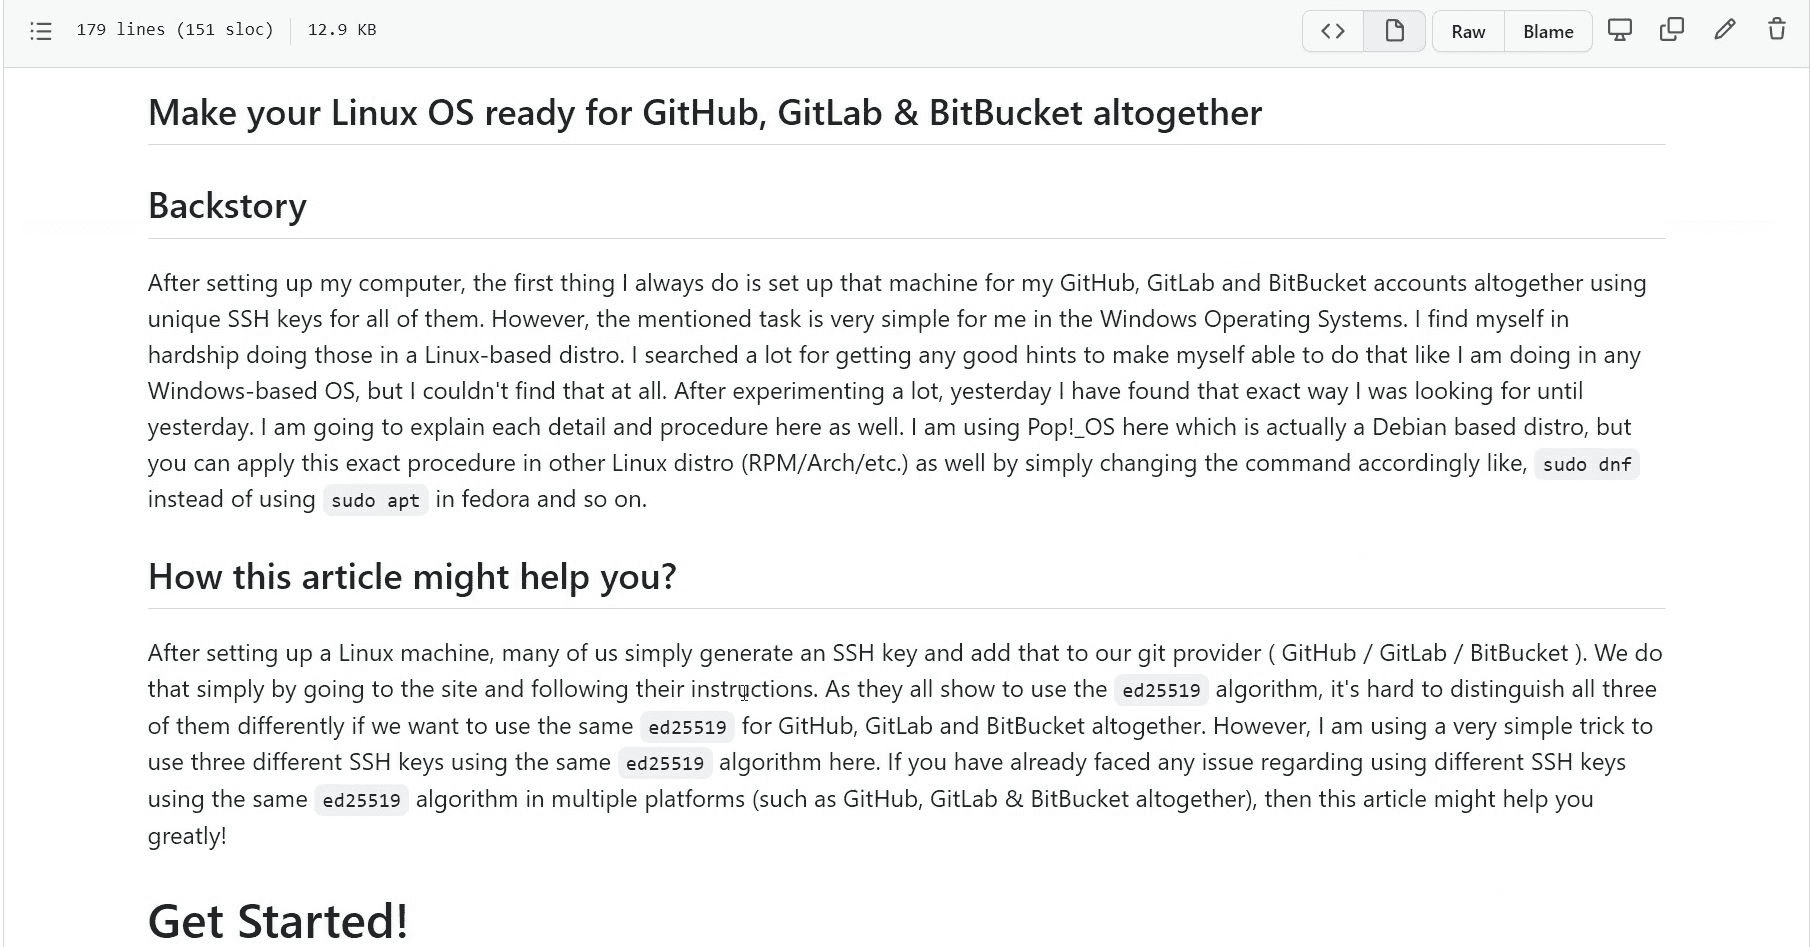 179 lines (151 sloc) 12.9 KB
Raw Blame
Make your Linux OS ready for GitHub, GitLab & BitBucket altogether
Backstory
After setting up my computer, the first thing I always do is set up that machine for my GitHub, GitLab and BitBucket accounts altogether using
unique SSH keys for all of them. However, the mentioned task is very simple for me in the Windows Operating Systems. I find myself in
hardship doing those in a Linux-based distro. I searched a lot for getting any good hints to make myself able to do that like I am doing in any
Windows-based OS, but I couldn't find that at all. After experimenting a lot, yesterday I have found that exact way I was looking for until
yesterday. I am going to explain each detail and procedure here as well. I am using Pop!_OS here which is actually a Debian based distro, but
you can apply this exact procedure in other Linux distro (RPM/Arch/etc.) as well by simply changing the command accordingly like, sudo dnf
instead of using sudo apt in fedora and so on.
How this article might help you?
After setting up a Linux machine, many of us simply generate an SSH key and add that to our git provider ( GitHub / GitLab / BitBucket ). We do
that simply by going to the site and following their instructions. As they all show to use the ed25519 algorithm, it's hard to distinguish all three
of them differently if we want to use the same ed25519 for GitHub, GitLab and BitBucket altogether. However, I am using a very simple trick to
use three different SSH keys using the same ed25519 algorithm here. If you have already faced any issue regarding using different SSH keys
using the same ed25519 algorithm in multiple platforms (such as GitHub, GitLab & BitBucket altogether), then this article might help you
greatly!
Get Started!